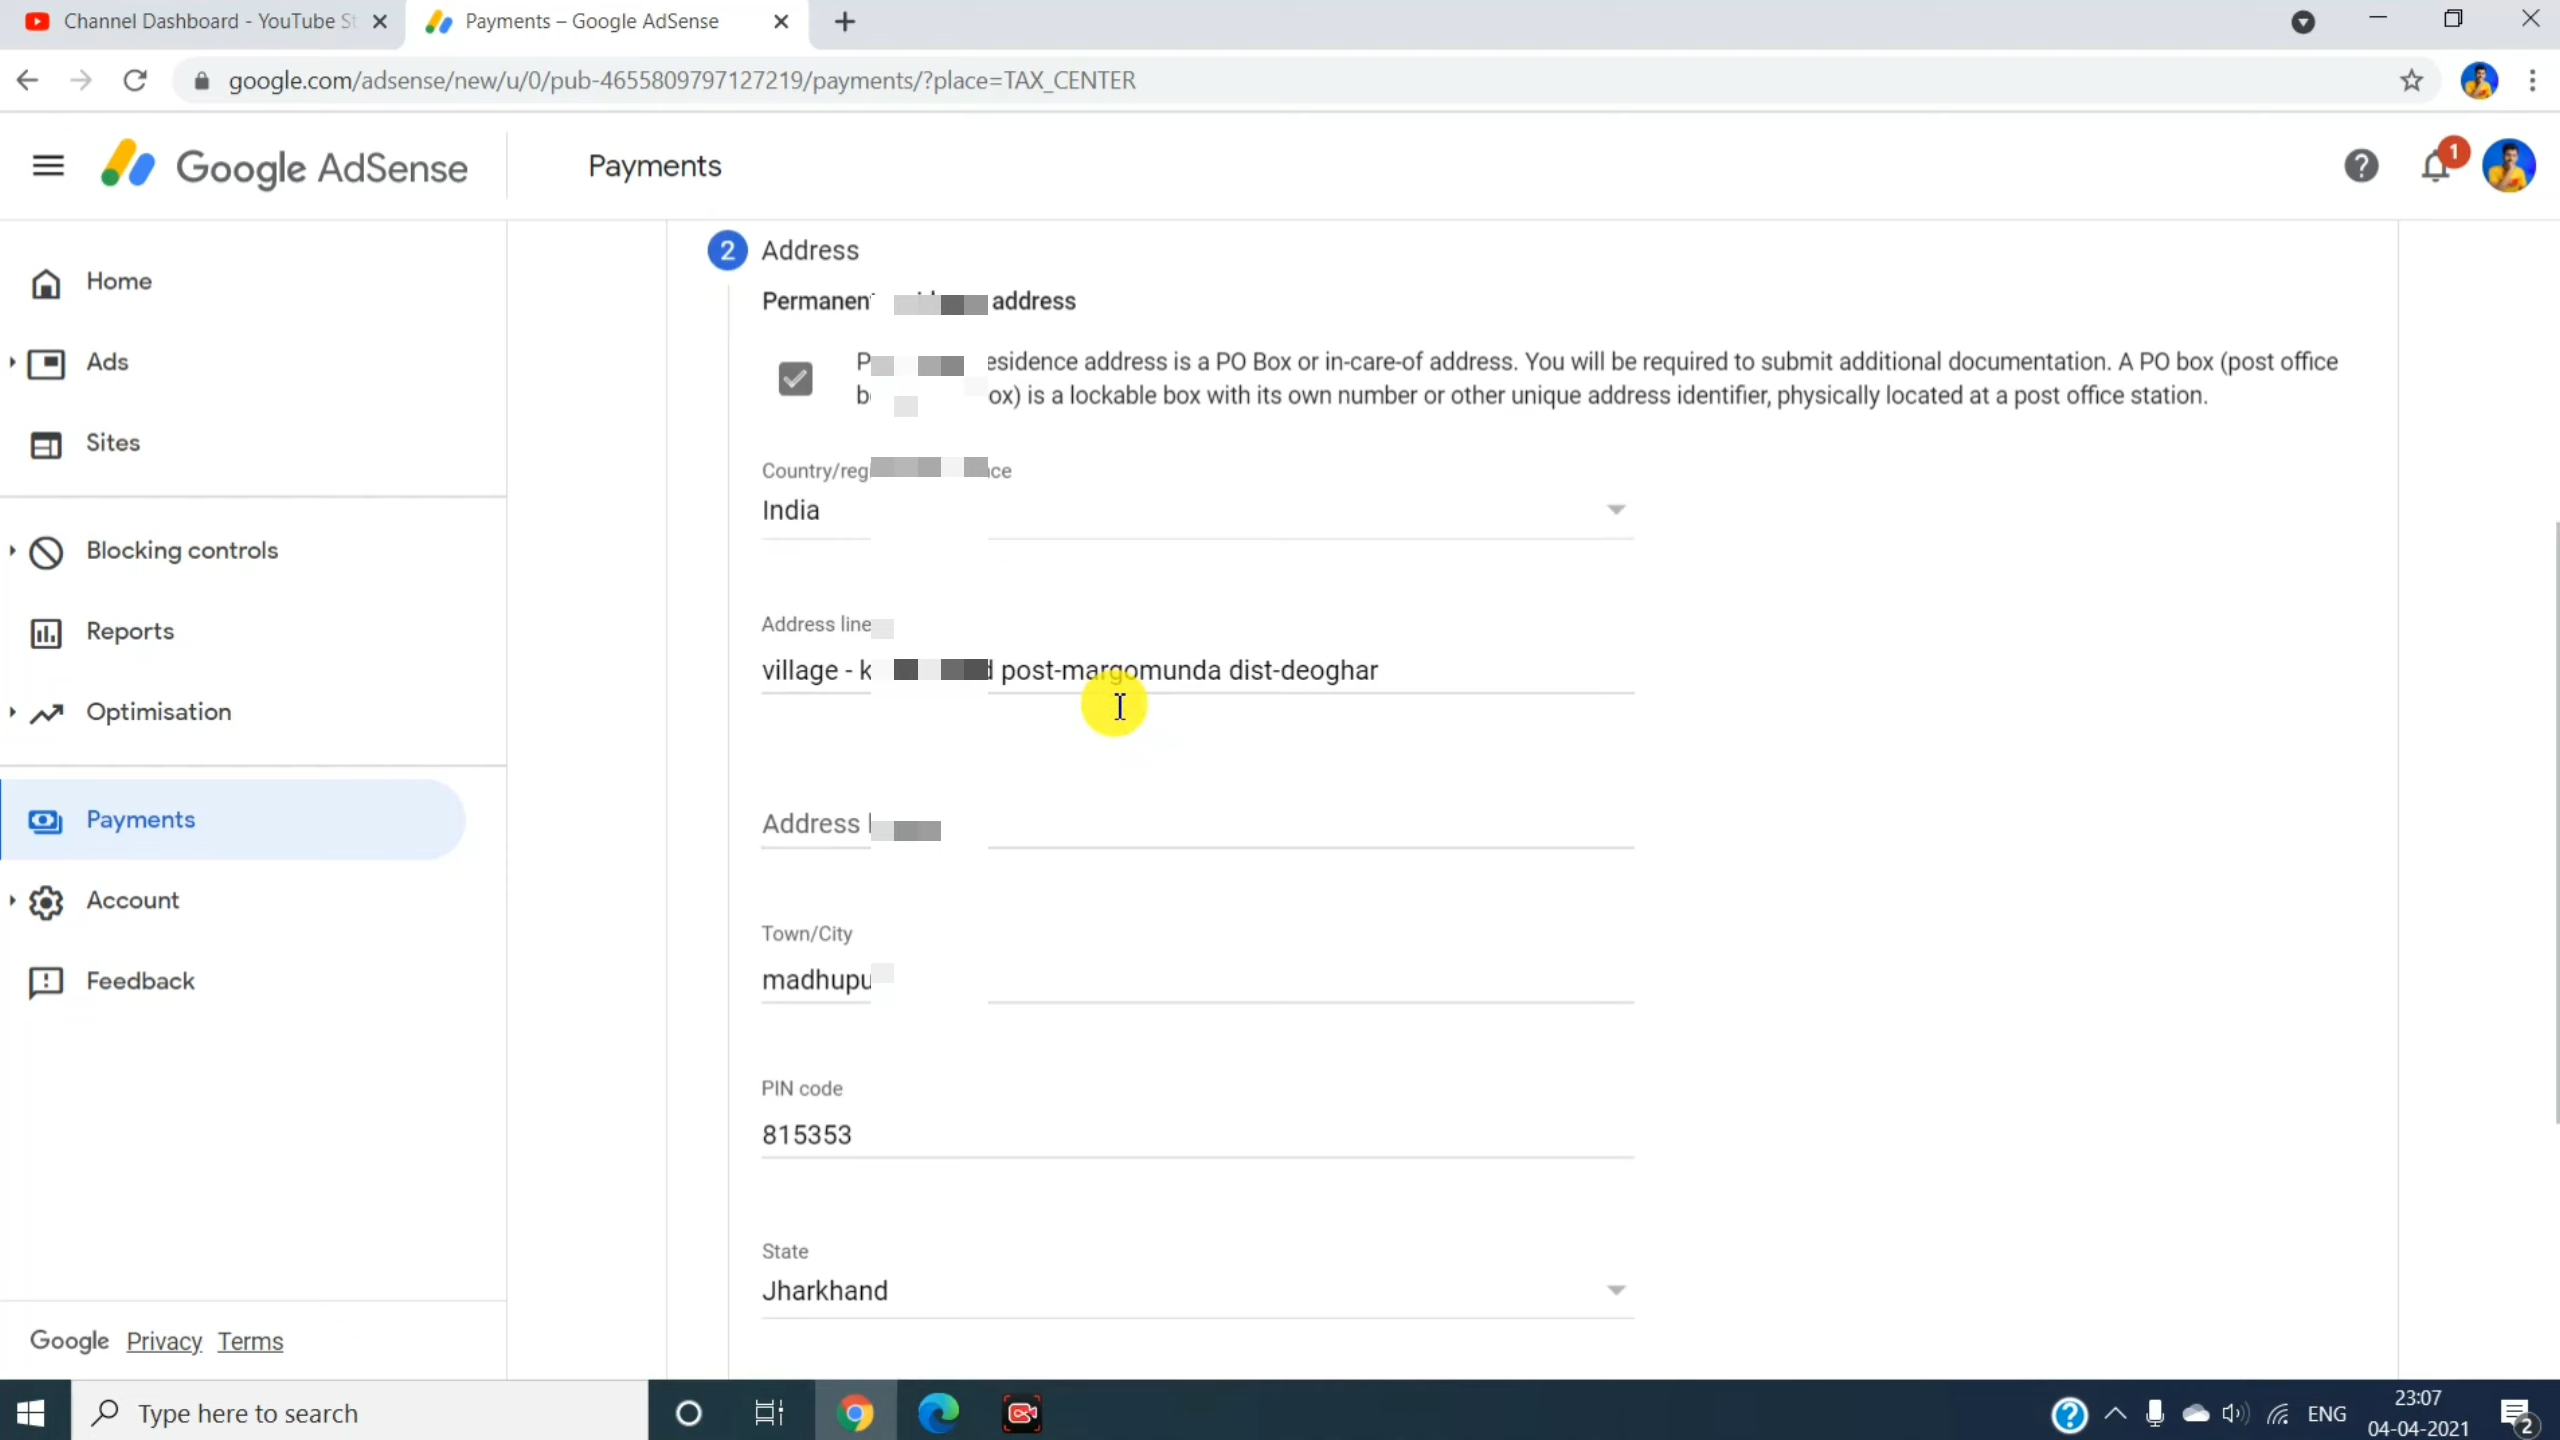 Channel Dashboard - YouTube St
Payments – Google AdSense
google.com/adsense/new/u/0/pub-4655809797127219/payments/?place=TAX_CENTER
Google AdSense
Payments
1
Home
Ads
Sites
Blocking controls
Reports
Optimisation
Payments
Account
Feedback
Google Privacy Terms
2 Address
address
esidence address is a PO Box or in-care-of address. You will be required to submit additional documentation. A PO box (post office
is a lockable box with its own number or other unique address identifier, physically located at a post office station.
India
Address line
village - post-margomunda dist-deoghar
Address
Town/City
madhupu
PIN code
815353
State
Jharkhand
Type here to search
ENG
23:07
04-04-2021
2